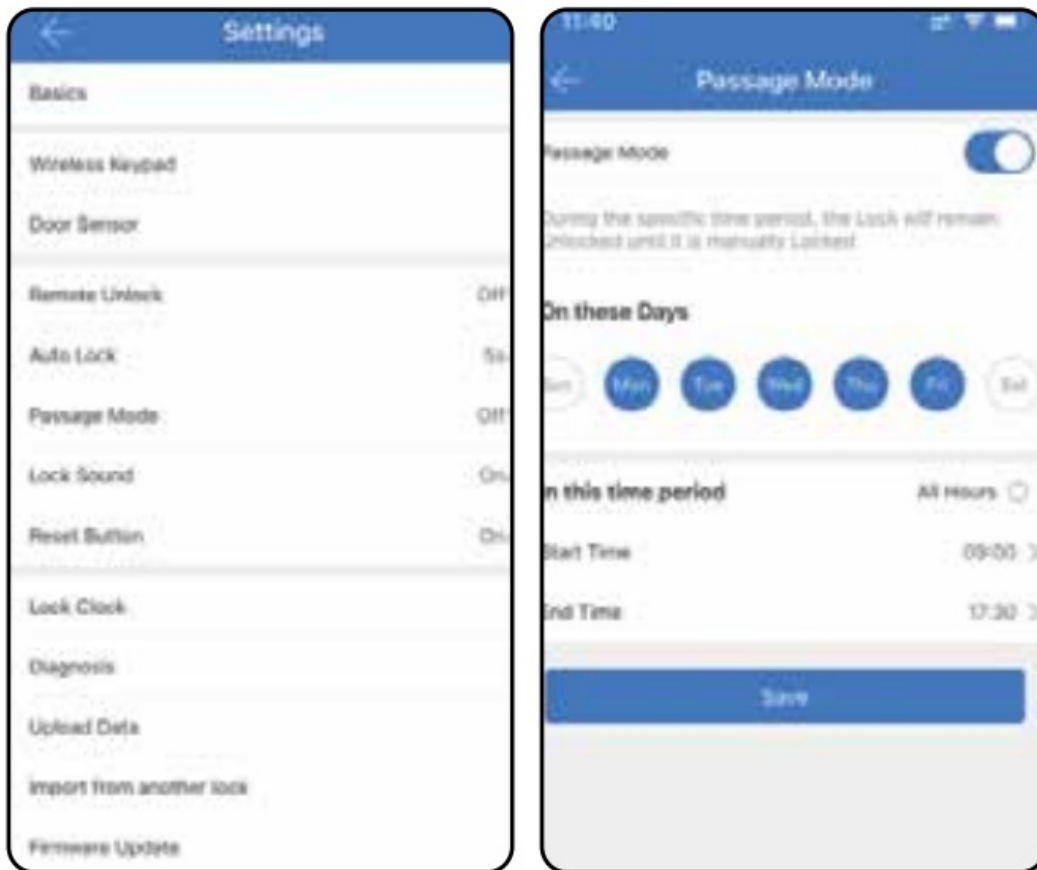 Settings
Basics
Wireless Keypad
Door Sensor
Remote Unlock Off
Auto Lock 5s
Passage Mode Off
Lock Sound On
Reset Button On
Lock Clock
Diagnosis
Upload Data
Import from another lock
Firmware Update
11:40
Passage Mode
Passage Mode
During the specific time period, the Lock will remain
Unlocked until it is manually Locked
On these Days
Sun Mon Tue Wed Thu Fri Sat
In this time period All Hours
Start Time 09:00
End Time 17:30
Save